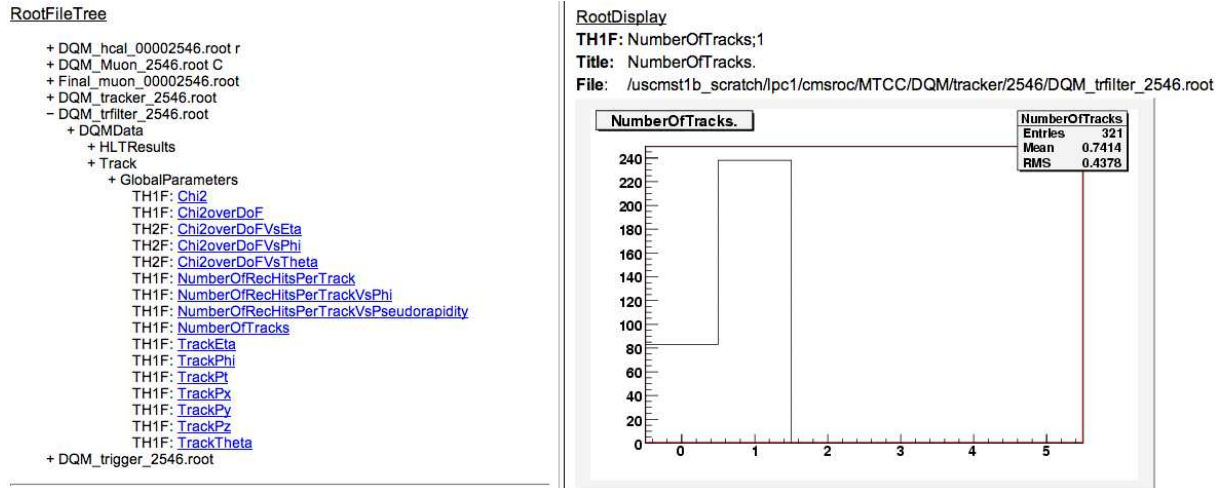 RootFileTree
+ DQM_hcal_00002546.root r
+ DQM_Muon_2546.root C
+ Final_muon_00002546.root
+ DQM_tracker_2546.root
− DQM_trfilter_2546.root
+ DQMData
+ HLTResults
+ Track
+ GlobalParameters
TH1F: Chi2
TH1F: Chi2overDoF
TH2F: Chi2overDoFVsEta
TH2F: Chi2overDoFVsPhi
TH2F: Chi2overDoFVsTheta
TH1F: NumberOfRecHitsPerTrack
TH1F: NumberOfRecHitsPerTrackVsPhi
TH1F: NumberOfRecHitsPerTrackVsPseudorapidity
TH1F: NumberOfTracks
TH1F: TrackEta
TH1F: TrackPhi
TH1F: TrackPt
TH1F: TrackPx
TH1F: TrackPy
TH1F: TrackPz
TH1F: TrackTheta
+ DQM_trigger_2546.root
RootDisplay
TH1F: NumberOfTracks;1
Title: NumberOfTracks.
File: /uscmst1b_scratch/lpc1/cmsroc/MTCC/DQM/tracker/2546/DQM_trfilter_2546.root
NumberOfTracks.
NumberOfTracks
Entries 321
Mean 0.7414
RMS 0.4378
240
220
200
180
160
140
120
100
80
60
40
20
0
0 1 2 3 4 5